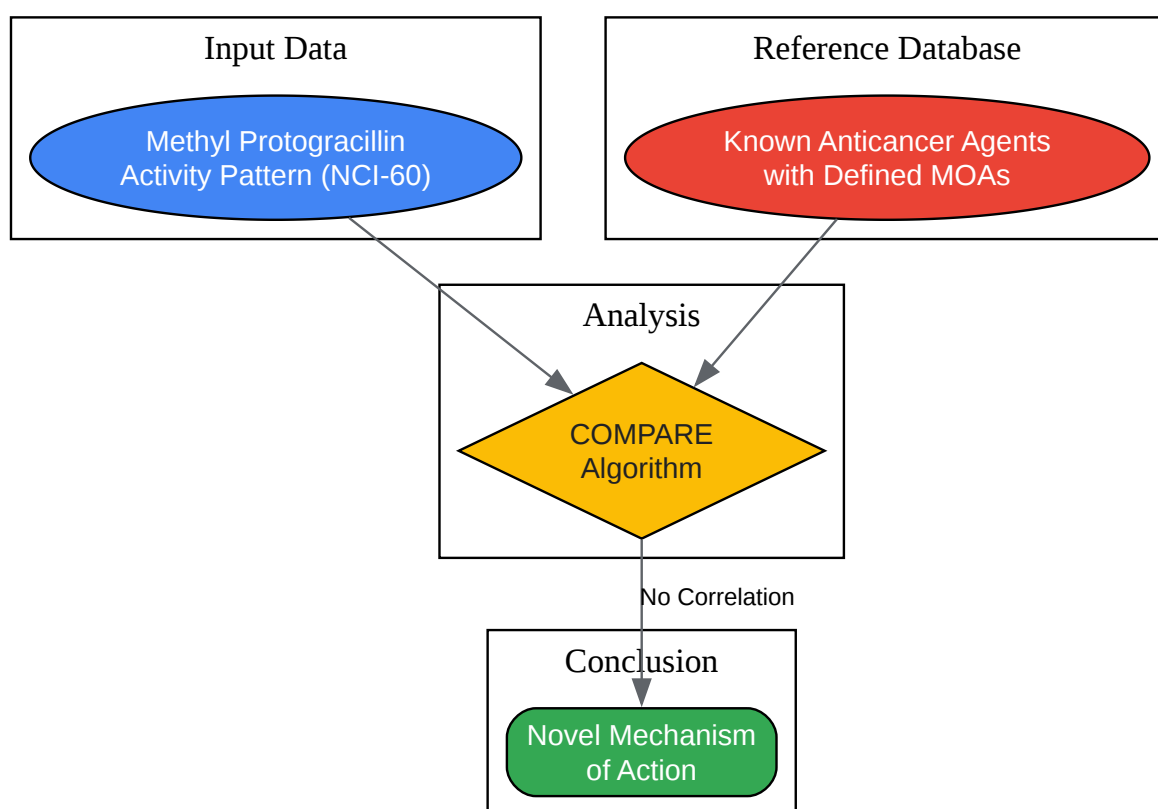 Input Data
Methyl Protogracillin
Activity Pattern (NCI-60)
Reference Database
Known Anticancer Agents
with Defined MOAs
Analysis
COMPARE
Algorithm
No Correlation
Conclusion
Novel Mechanism
of Action